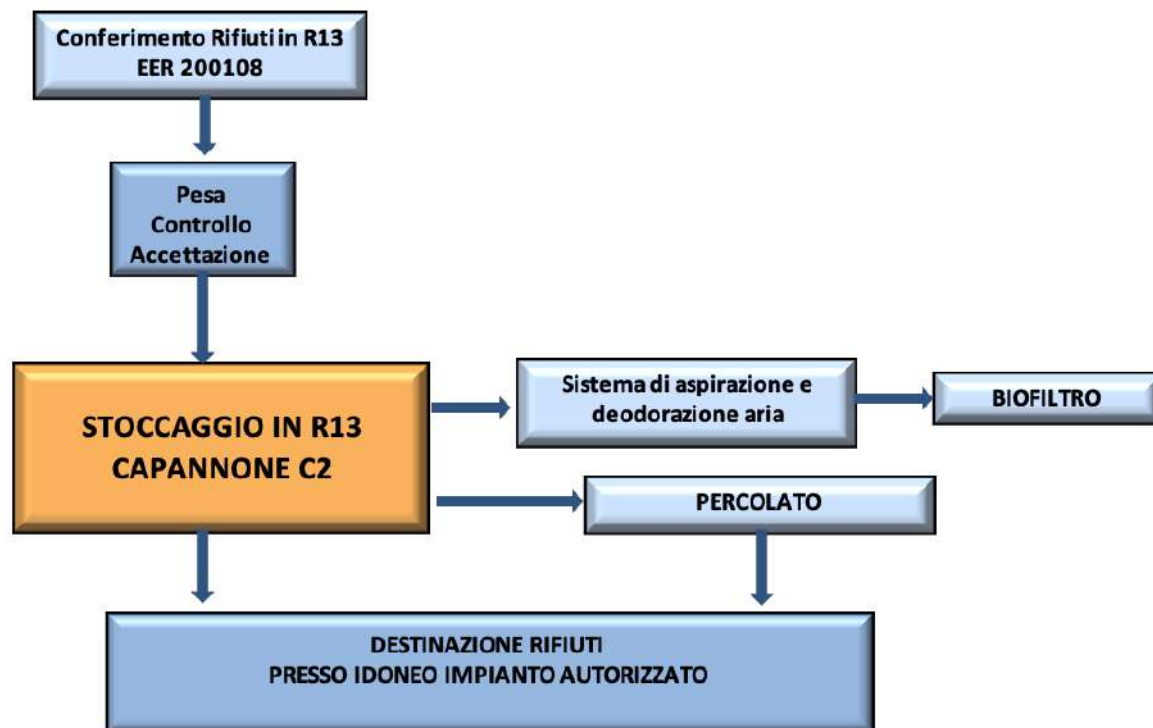 Conferimento Rifiuti in R13
EER 200108
Pesa
Controllo
Accettazione
STOCCAGGIO IN R13
CAPANNONE C2
Sistema di aspirazione e
deodorazione aria
BIOFILTRO
PERCOLATO
DESTINAZIONE RIFIUTI
PRESSO IDONEO IMPIANTO AUTORIZZATO